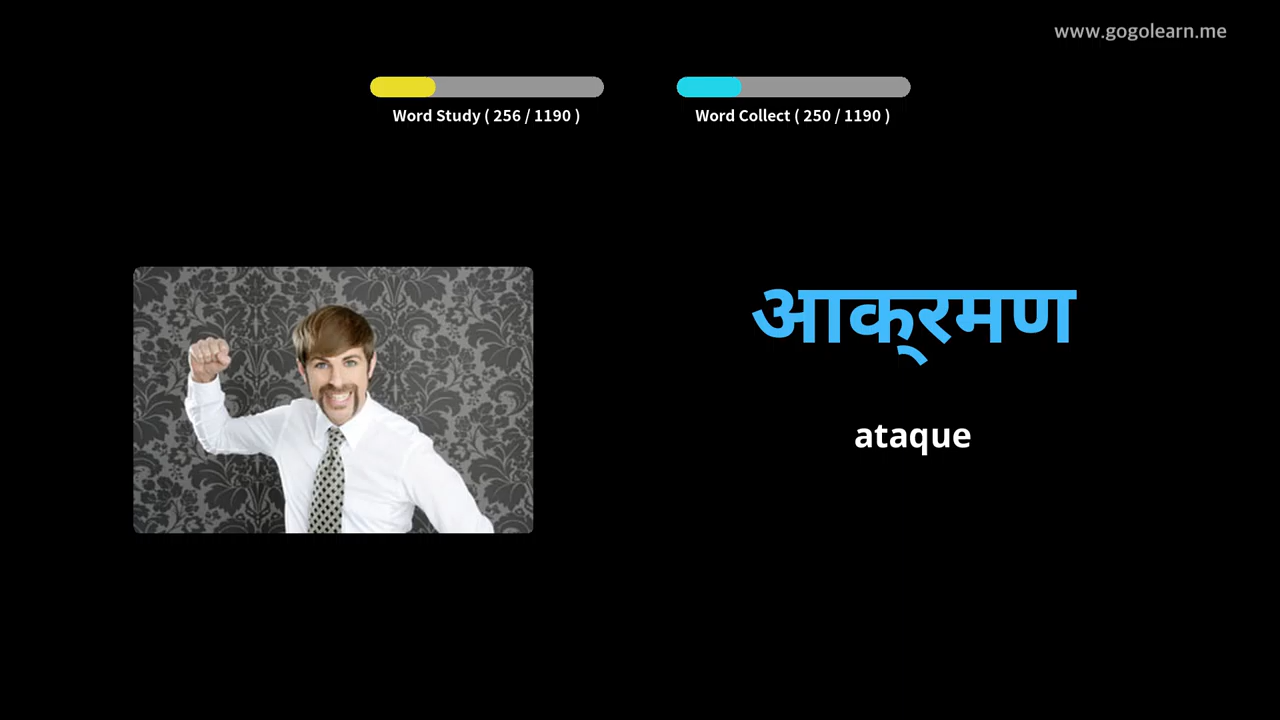 www.gogolearn.me
Word Study ( 256 / 1190 )
Word Collect ( 250 / 1190 )
आक्‌रमण
ataque